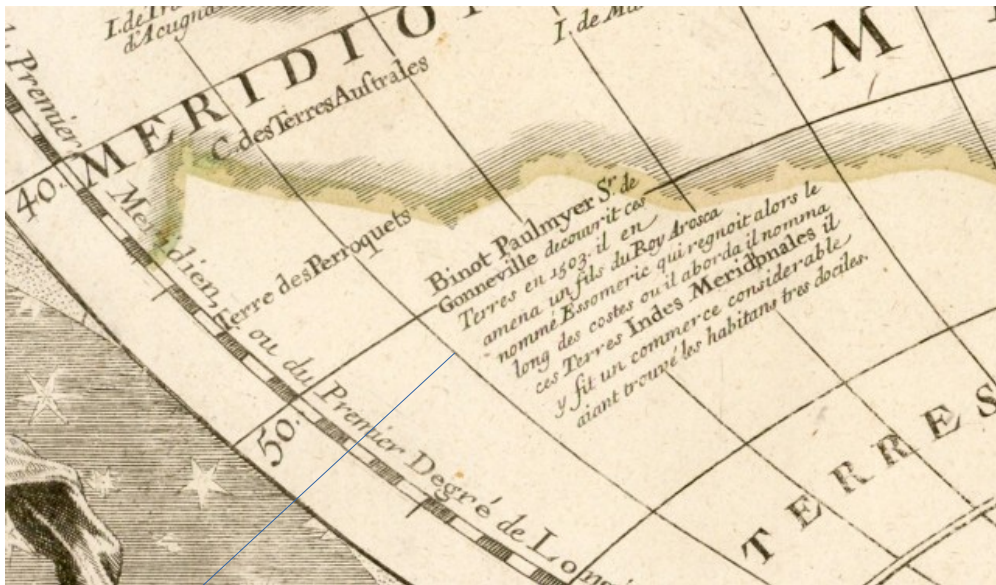 d'Acugna
I. de
MERIDIO
M
C. des Terres Australes
Premier
40.
Terre des Perroquets
Binot Paulmyer Sr. de
Gonneville decouvrit ces
Terres en 1503. il en
amena un fils du Roy Arosca
nommé Essomeric qui regnoit alors le
long des costes ou il aborda il nomma
ces Terres Indes Meridionales il
y fit un commerce considerable
aiant trouvé les habitans tres dociles.
Meridien, ou du Premier Degré de
50.
TERRES